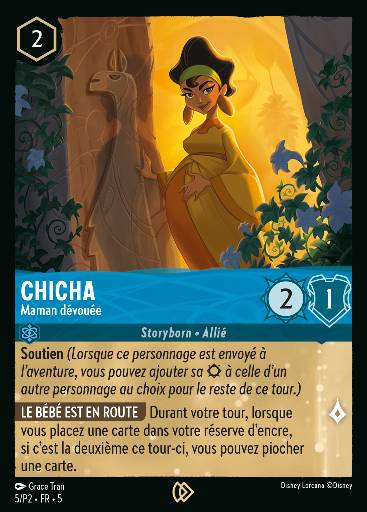 2
CHICHA
Maman dévouée
2
1
Storyborn • Allié
Soutien (Lorsque ce personnage est envoyé à
l'aventure, vous pouvez ajouter sa à celle d'un
autre personnage au choix pour le reste de ce tour.)
LE BÉBÉ EST EN ROUTE Durant votre tour, lorsque
vous placez une carte dans votre réserve d'encre,
si c'est la deuxième ce tour-ci, vous pouvez piocher
une carte.
Grace Tran
Disney Lorcana ©Disney
5/P2 • FR • 5